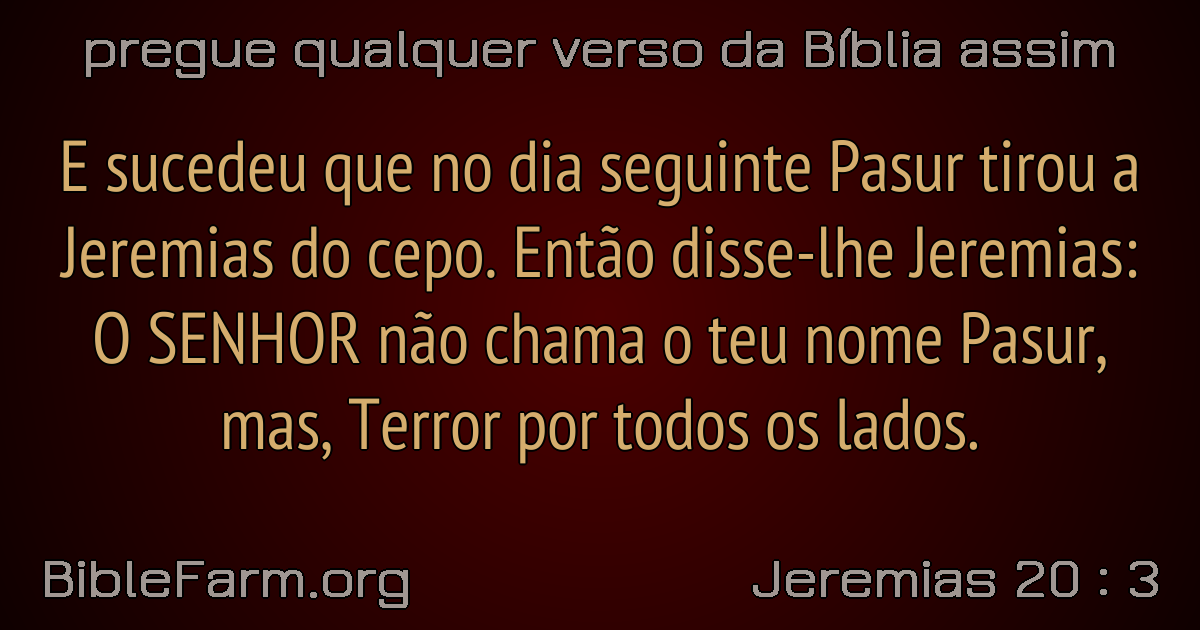 pregue qualquer verso da Bíblia assim
E sucedeu que no dia seguinte Pasur tirou a
Jeremias do cepo. Então disse-lhe Jeremias:
O SENHOR não chama o teu nome Pasur,
mas, Terror por todos os lados.
BibleFarm.org
Jeremias 20 : 3